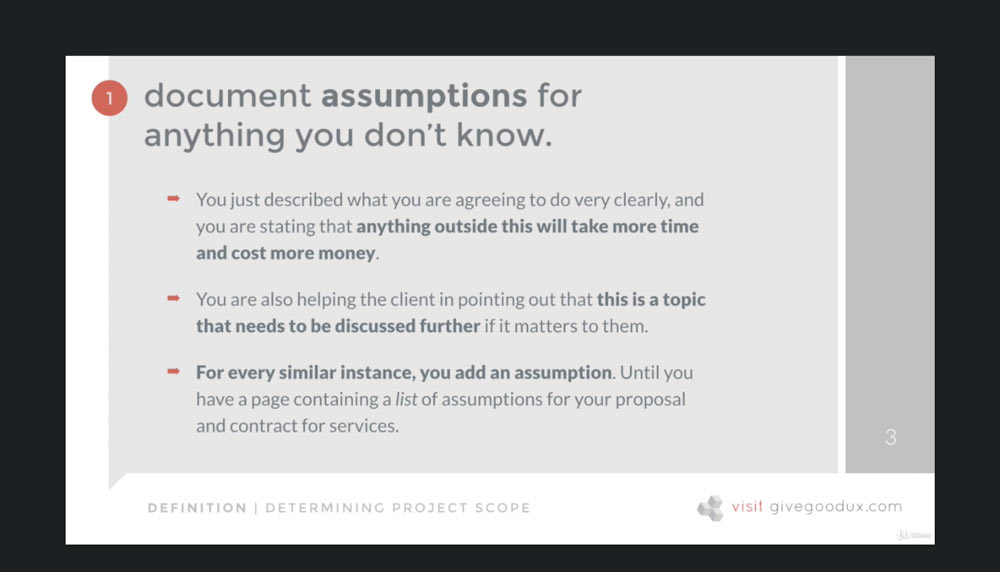 1
document assumptions for
anything you don't know.
You just described what you are agreeing to do very clearly, and
you are stating that anything outside this will take more time
and cost more money.
You are also helping the client in pointing out that this is a topic
that needs to be discussed further if it matters to them.
For every similar instance, you add an assumption. Until you
have a page containing a list of assumptions for your proposal
and contract for services.
3
DEFINITION | DETERMINING PROJECT SCOPE
visit givegoodux.com
Udemy